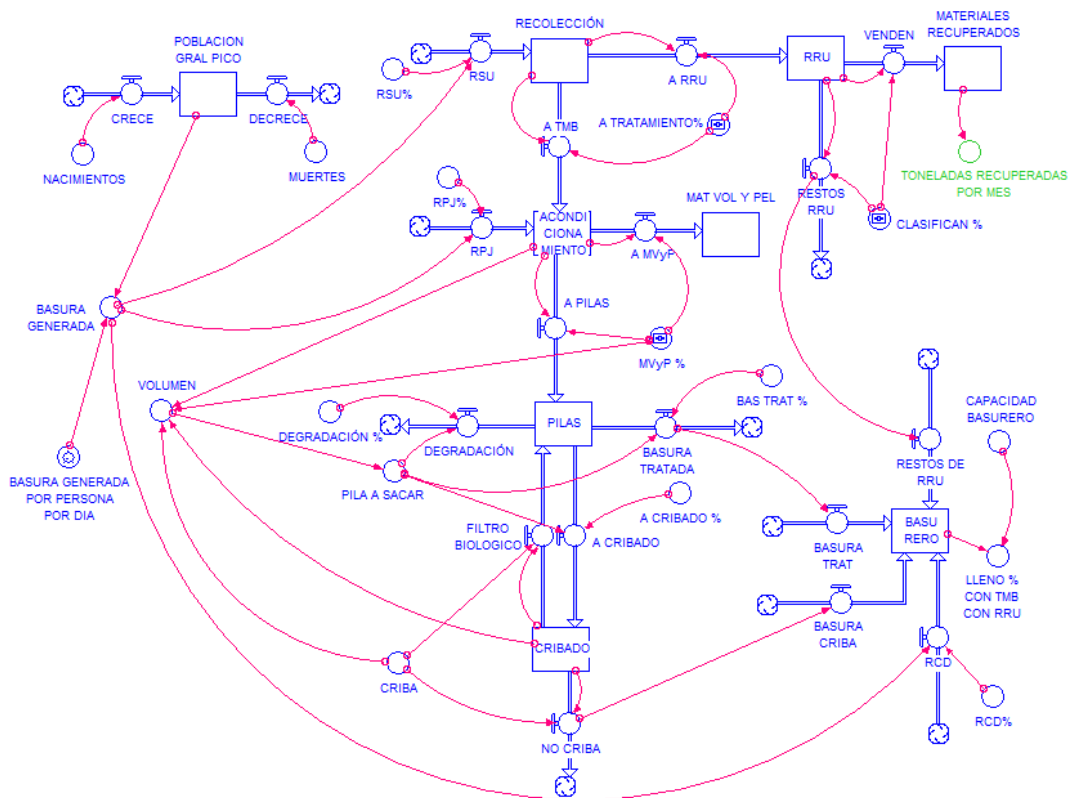 RECOLECCIÓN
MATERIALES
RECUPERADOS
POBLACION
GRAL PICO
VENDEN
RSU
RRU
RSU%
A RRU
CRECE
DECRECE
A TMB
A TRATAMIENTO%
NACIMIENTOS
MUERTES
TONELADAS RECUPERADAS
POR MES
RPJ%
RESTOS
RRU
MAT VOL Y PEL
CLASIFICAN %
ACONDI
CIONA
MIENTO
RPJ
A MVyP
A PILAS
BASURA
GENERADA
MVyP %
VOLUMEN
BAS TRAT %
CAPACIDAD
BASURERO
PILAS
DEGRADACIÓN %
DEGRADACIÓN
BASURA
TRATADA
RESTOS DE
RRU
BASURA GENERADA
POR PERSONA
POR DIA
PILA A SACAR
A CRIBADO %
FILTRO
BIOLOGICO
A CRIBADO
BASU
RERO
BASURA
TRAT
LLENO %
CON TMB
CON RRU
BASURA
CRIBA
CRIBADO
RCD
CRIBA
RCD%
NO CRIBA